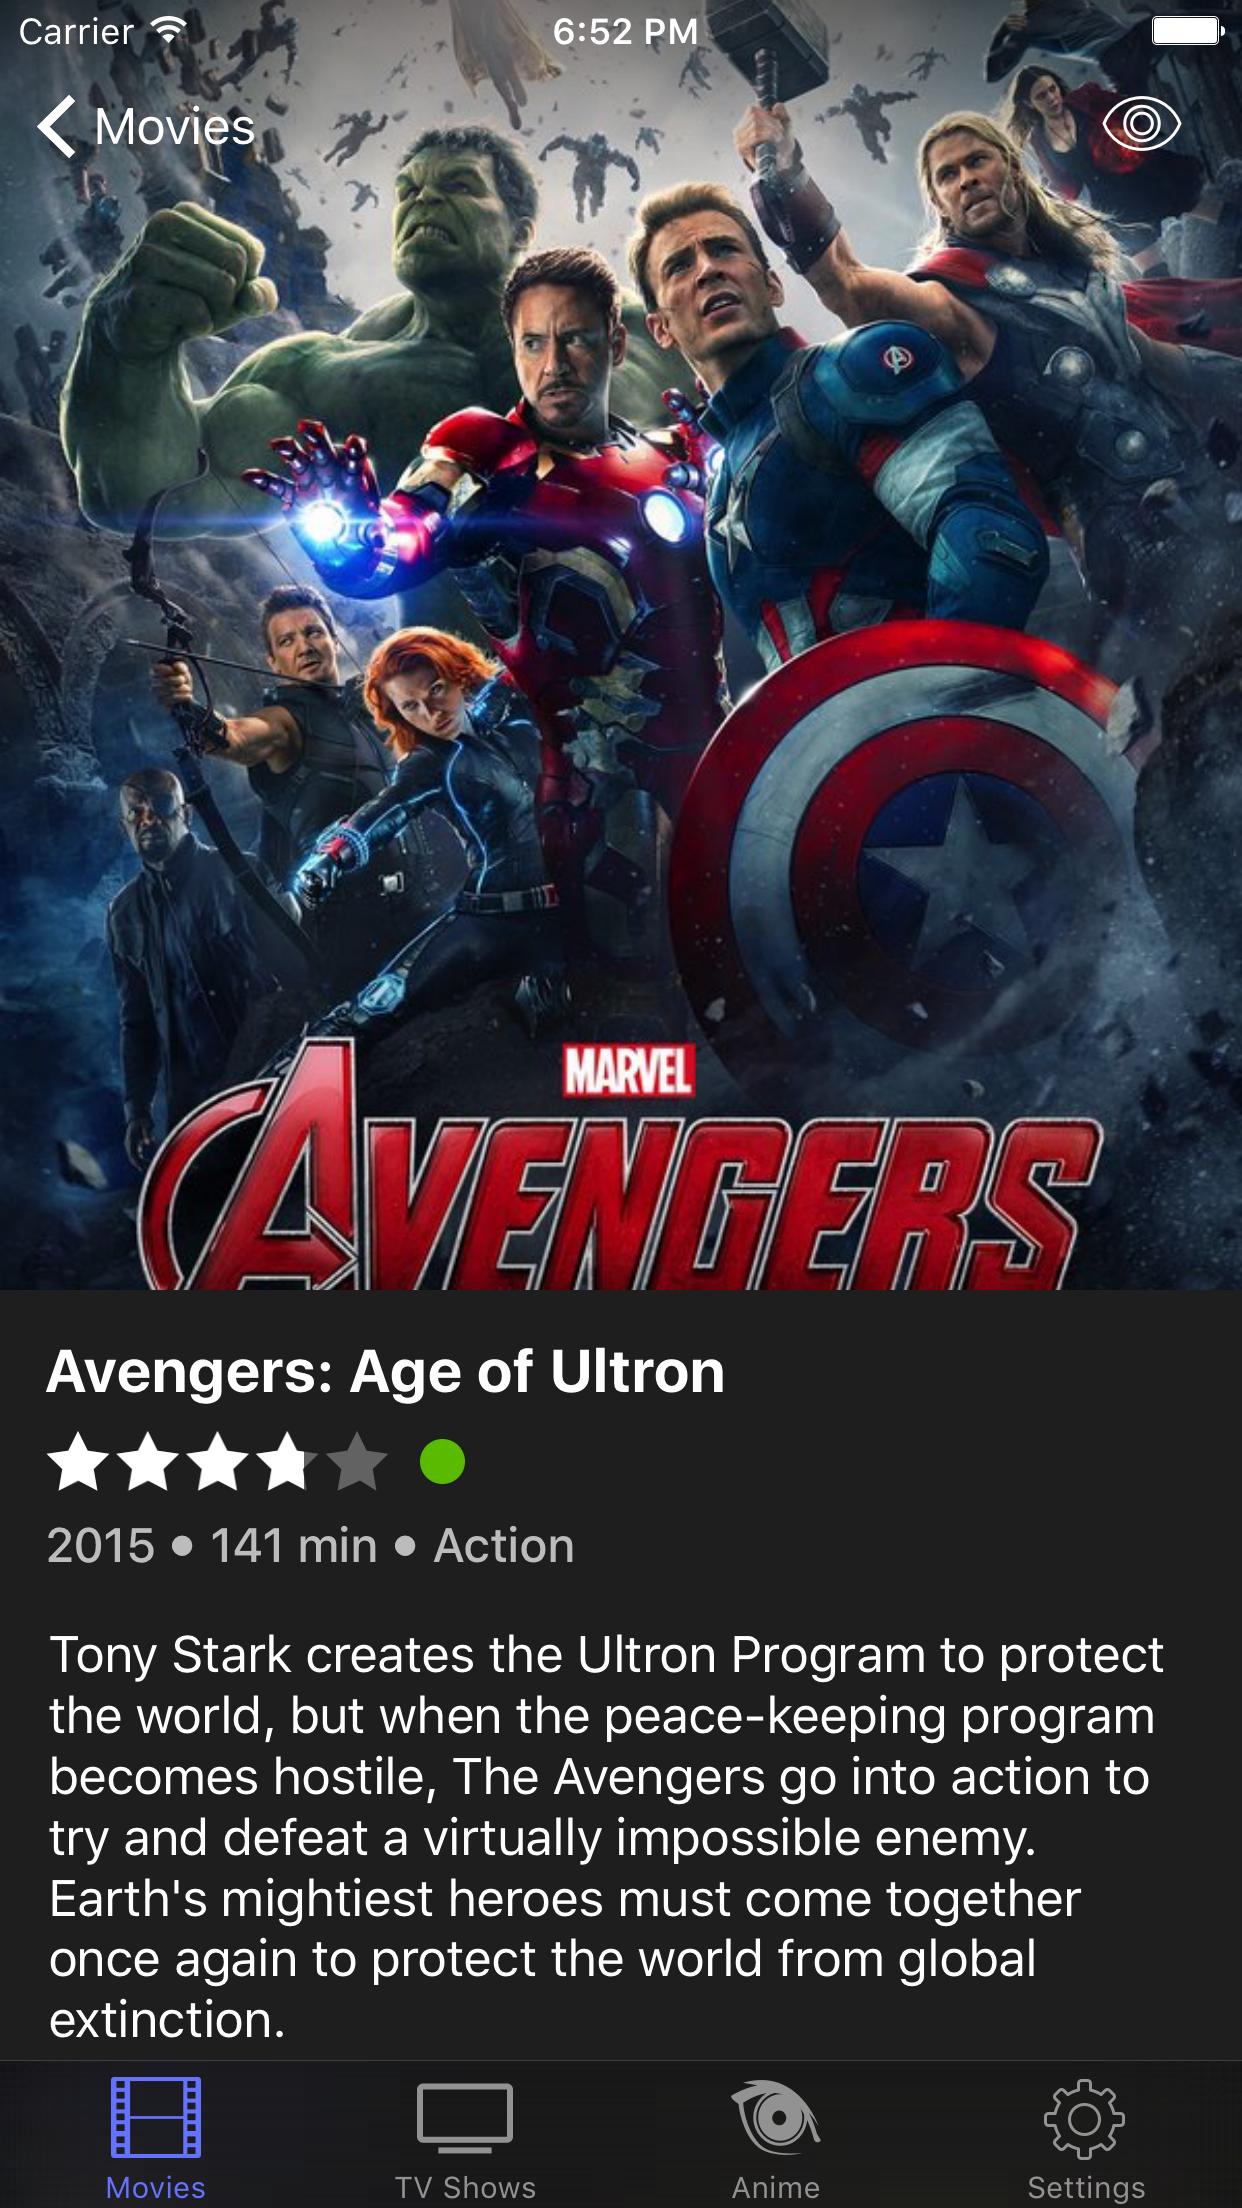 Carrier 6:52 PM
Movies
MARVEL
AVENGERS
Avengers: Age of Ultron
2015 • 141 min • Action
Tony Stark creates the Ultron Program to protect
the world, but when the peace-keeping program
becomes hostile, The Avengers go into action to
try and defeat a virtually impossible enemy.
Earth's mightiest heroes must come together
once again to protect the world from global
extinction.
Movies TV Shows Anime Settings